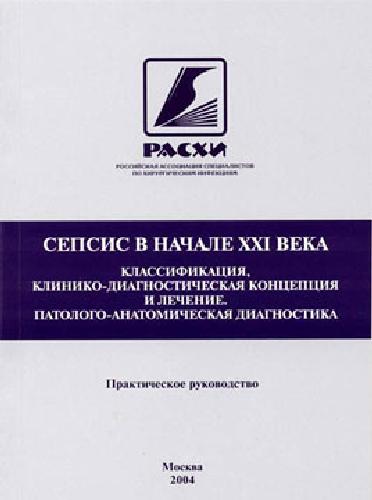 РАСХИ
РОССИЙСКАЯ АССОЦИАЦИЯ СПЕЦИАЛИСТОВ
ПО ХИРУРГИЧЕСКИМ ИНФЕКЦИЯМ
СЕПСИС В НАЧАЛЕ XXI ВЕКА
КЛАССИФИКАЦИЯ,
КЛИНИКО-ДИАГНОСТИЧЕСКАЯ КОНЦЕПЦИЯ
И ЛЕЧЕНИЕ.
ПАТОЛОГО-АНАТОМИЧЕСКАЯ ДИАГНОСТИКА
Практическое руководство
Москва
2004